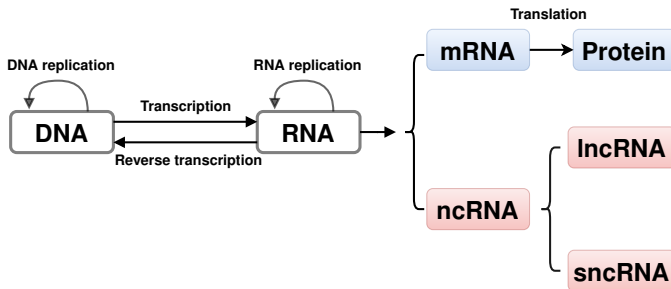 Translation
mRNA
Protein
DNA replication
RNA replication
Transcription
DNA
RNA
Reverse transcription
lncRNA
ncRNA
sncRNA